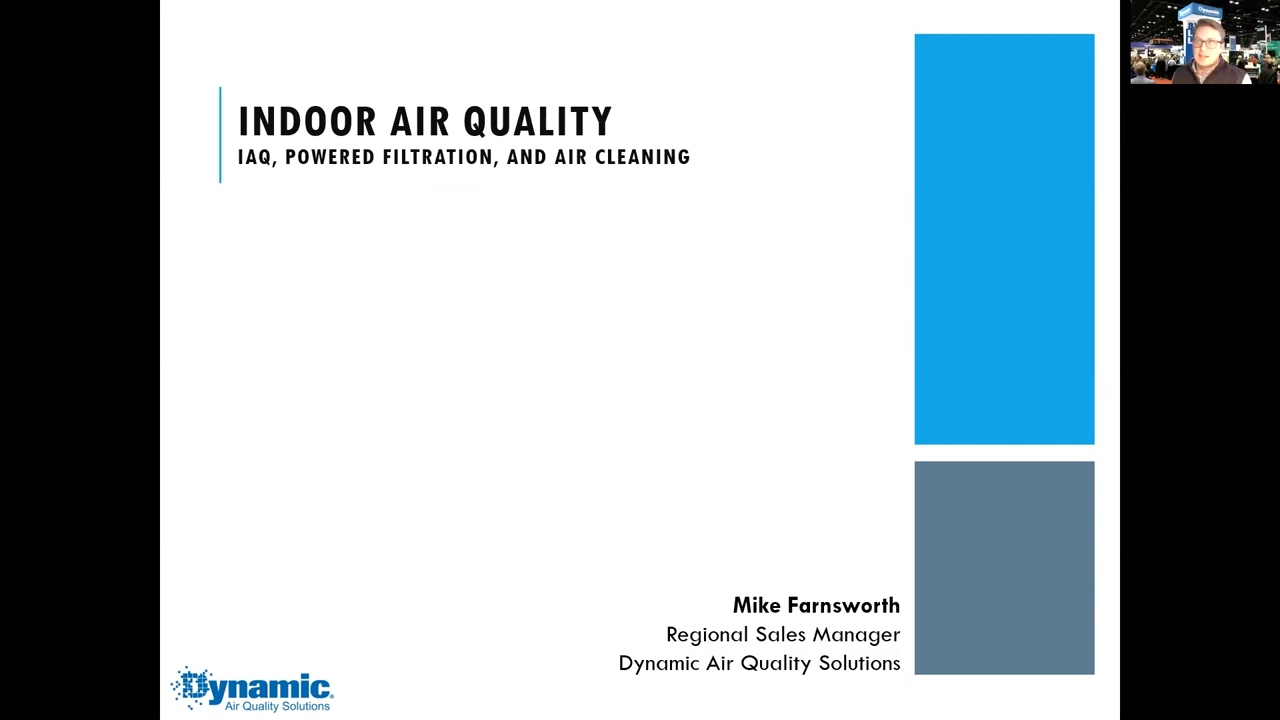 INDOOR AIR QUALITY
IAQ, POWERED FILTRATION, AND AIR CLEANING
Mike Farnsworth
Regional Sales Manager
Dynamic Air Quality Solutions
Dynamic
Air Quality Solutions
Dynamic